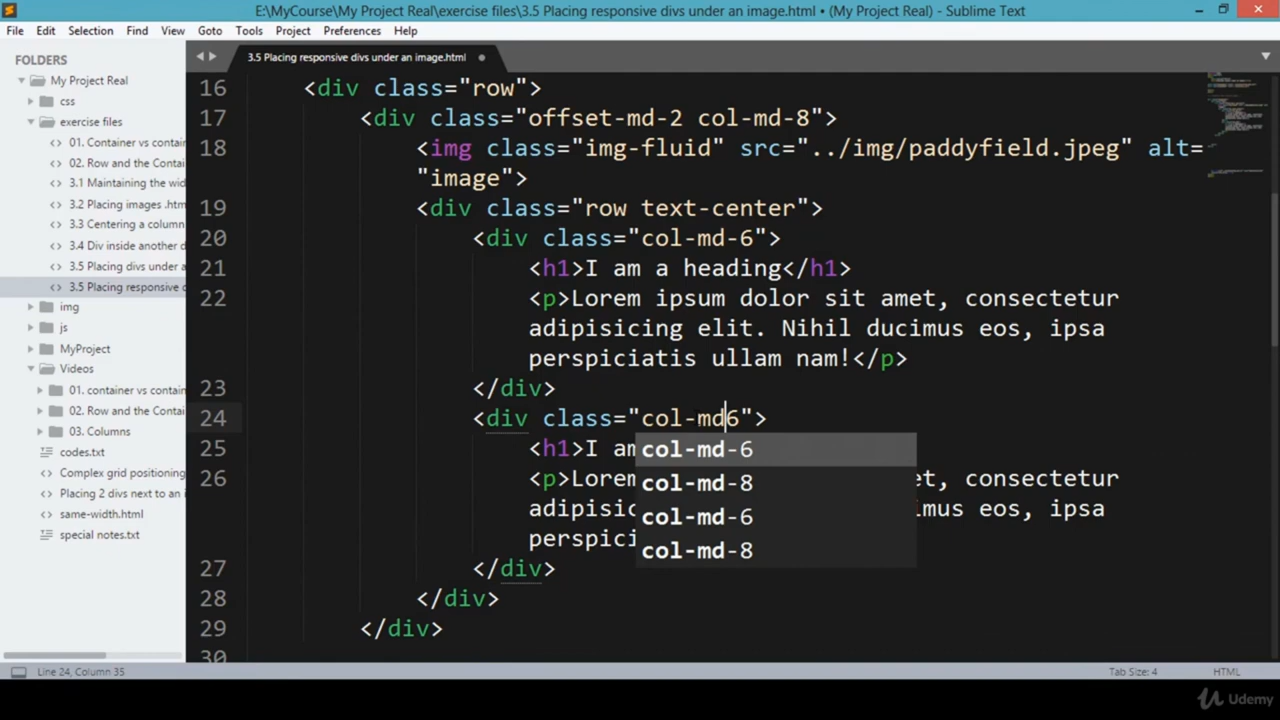 E:\MyCourse\My Project Real\exercise files\3.5 Placing responsive divs under an image.html • (My Project Real) - Sublime Text
File Edit Selection Find View Goto Tools Project Preferences Help
FOLDERS
My Project Real
css
exercise files
01. Container vs contain
02. Row and the Contai
3.1 Maintaining the wid
3.2 Placing images .htm
3.3 Centering a column
3.4 Div inside another d
3.5 Placing divs under a
3.5 Placing responsive d
img
js
MyProject
Videos
01. container vs contain
02. Row and the Conta
03. Columns
codes.txt
Complex grid positioning
Placing 2 divs next to an i
same-width.html
special notes.txt
3.5 Placing responsive divs under an image.html
16 <div class="row">
17 <div class="offset-md-2 col-md-8">
18 <img class="img-fluid" src="../img/paddyfield.jpeg" alt=
"image">
19 <div class="row text-center">
20 <div class="col-md-6">
21 <h1>I am a heading</h1>
22 <p>Lorem ipsum dolor sit amet, consectetur
adipisicing elit. Nihil ducimus eos, ipsa
perspiciatis ullam nam!</p>
23 </div>
24 <div class="col-md6">
25 <h1>I am
26 <p>Lorem et, consectetur
adipisic imus eos, ipsa
perspici
27 </div>
28 </div>
29 </div>
30
col-md-6
col-md-8
col-md-6
col-md-8
Line 24, Column 35 Tab Size: 4 HTML
Udemy